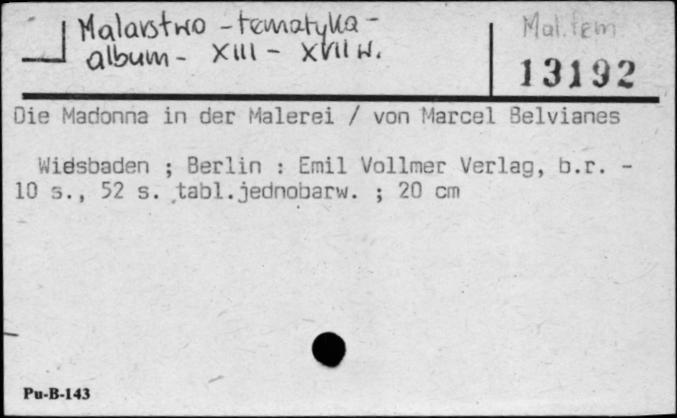 Malarstwo - tematyka -
album - XIII - XVII w.
Mal. tem
13192
Die Madonna in der Malerei / von Marcel Belvianes
Wiesbaden ; Berlin : Emil Vollmer Verlag, b.r. -
10 s., 52 s. tabl.jednobarw. ; 20 cm
Pu-B-143